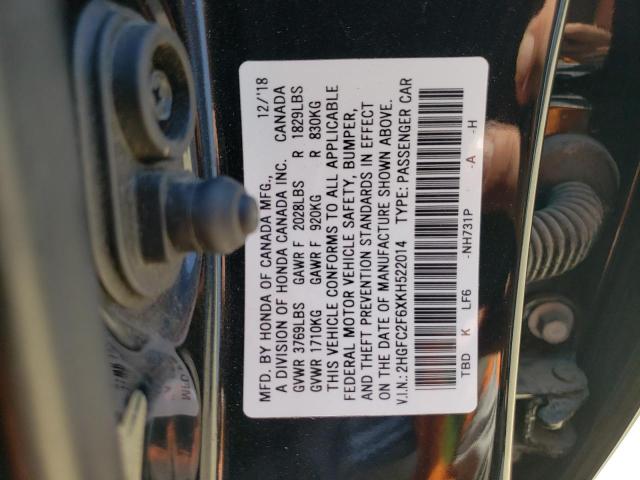 MFD. BY HONDA OF CANADA MFG., 12/'18
A DIVISION OF HONDA CANADA INC. CANADA
GVWR 3769LBS GAWR F 2028LBS R 1829LBS
GVWR 1710KG GAWR F 920KG R 830KG
THIS VEHICLE CONFORMS TO ALL APPLICABLE
FEDERAL MOTOR VEHICLE SAFETY, BUMPER,
AND THEFT PREVENTION STANDARDS IN EFFECT
ON THE DATE OF MANUFACTURE SHOWN ABOVE.
V.I.N.: 2HGFC2F6XKH522014 TYPE: PASSENGER CAR
TBD K LF6 -NH731P -A -H